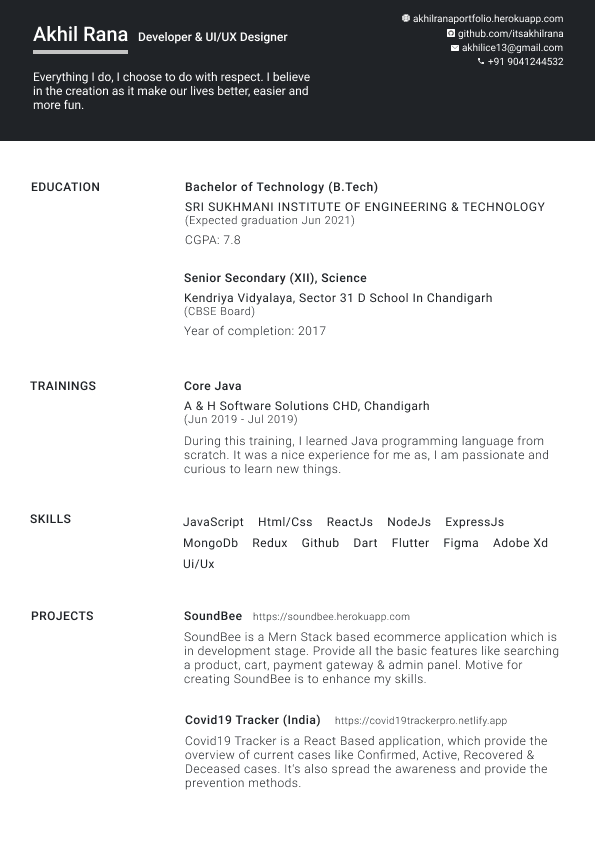 Akhil Rana Developer & UI/UX Designer
akhilranaportfolio.herokuapp.com
github.com/itsakhilrana
akhilice13@gmail.com
+91 9041244532
Everything I do, I choose to do with respect. I believe
in the creation as it make our lives better, easier and
more fun.
EDUCATION
Bachelor of Technology (B.Tech)
SRI SUKHMANI INSTITUTE OF ENGINEERING & TECHNOLOGY
(Expected graduation Jun 2021)
CGPA: 7.8
Senior Secondary (XII), Science
Kendriya Vidyalaya, Sector 31 D School In Chandigarh
(CBSE Board)
Year of completion: 2017
TRAININGS
Core Java
A & H Software Solutions CHD, Chandigarh
(Jun 2019 - Jul 2019)
During this training, I learned Java programming language from
scratch. It was a nice experience for me as, I am passionate and
curious to learn new things.
SKILLS
JavaScript Html/Css ReactJs NodeJs ExpressJs
MongoDb Redux Github Dart Flutter Figma Adobe Xd
Ui/Ux
PROJECTS
SoundBee https://soundbee.herokuapp.com
SoundBee is a Mern Stack based ecommerce application which is
in development stage. Provide all the basic features like searching
a product, cart, payment gateway & admin panel. Motive for
creating SoundBee is to enhance my skills.
Covid19 Tracker (India) https://covid19trackerpro.netlify.app
Covid19 Tracker is a React Based application, which provide the
overview of current cases like Confirmed, Active, Recovered &
Deceased cases. It's also spread the awareness and provide the
prevention methods.